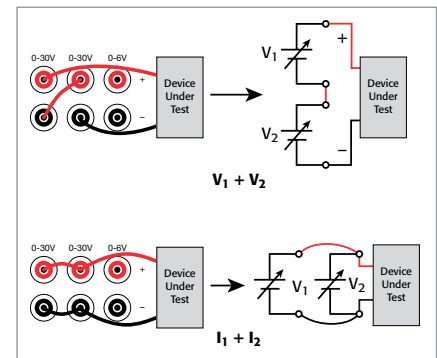 0-30V 0-30V 0-6V
+
−
Device
Under
Test
V1
V2
+
−
Device
Under
Test
V1 + V2
0-30V 0-30V 0-6V
+
−
Device
Under
Test
V1
V2
Device
Under
Test
I1 + I2